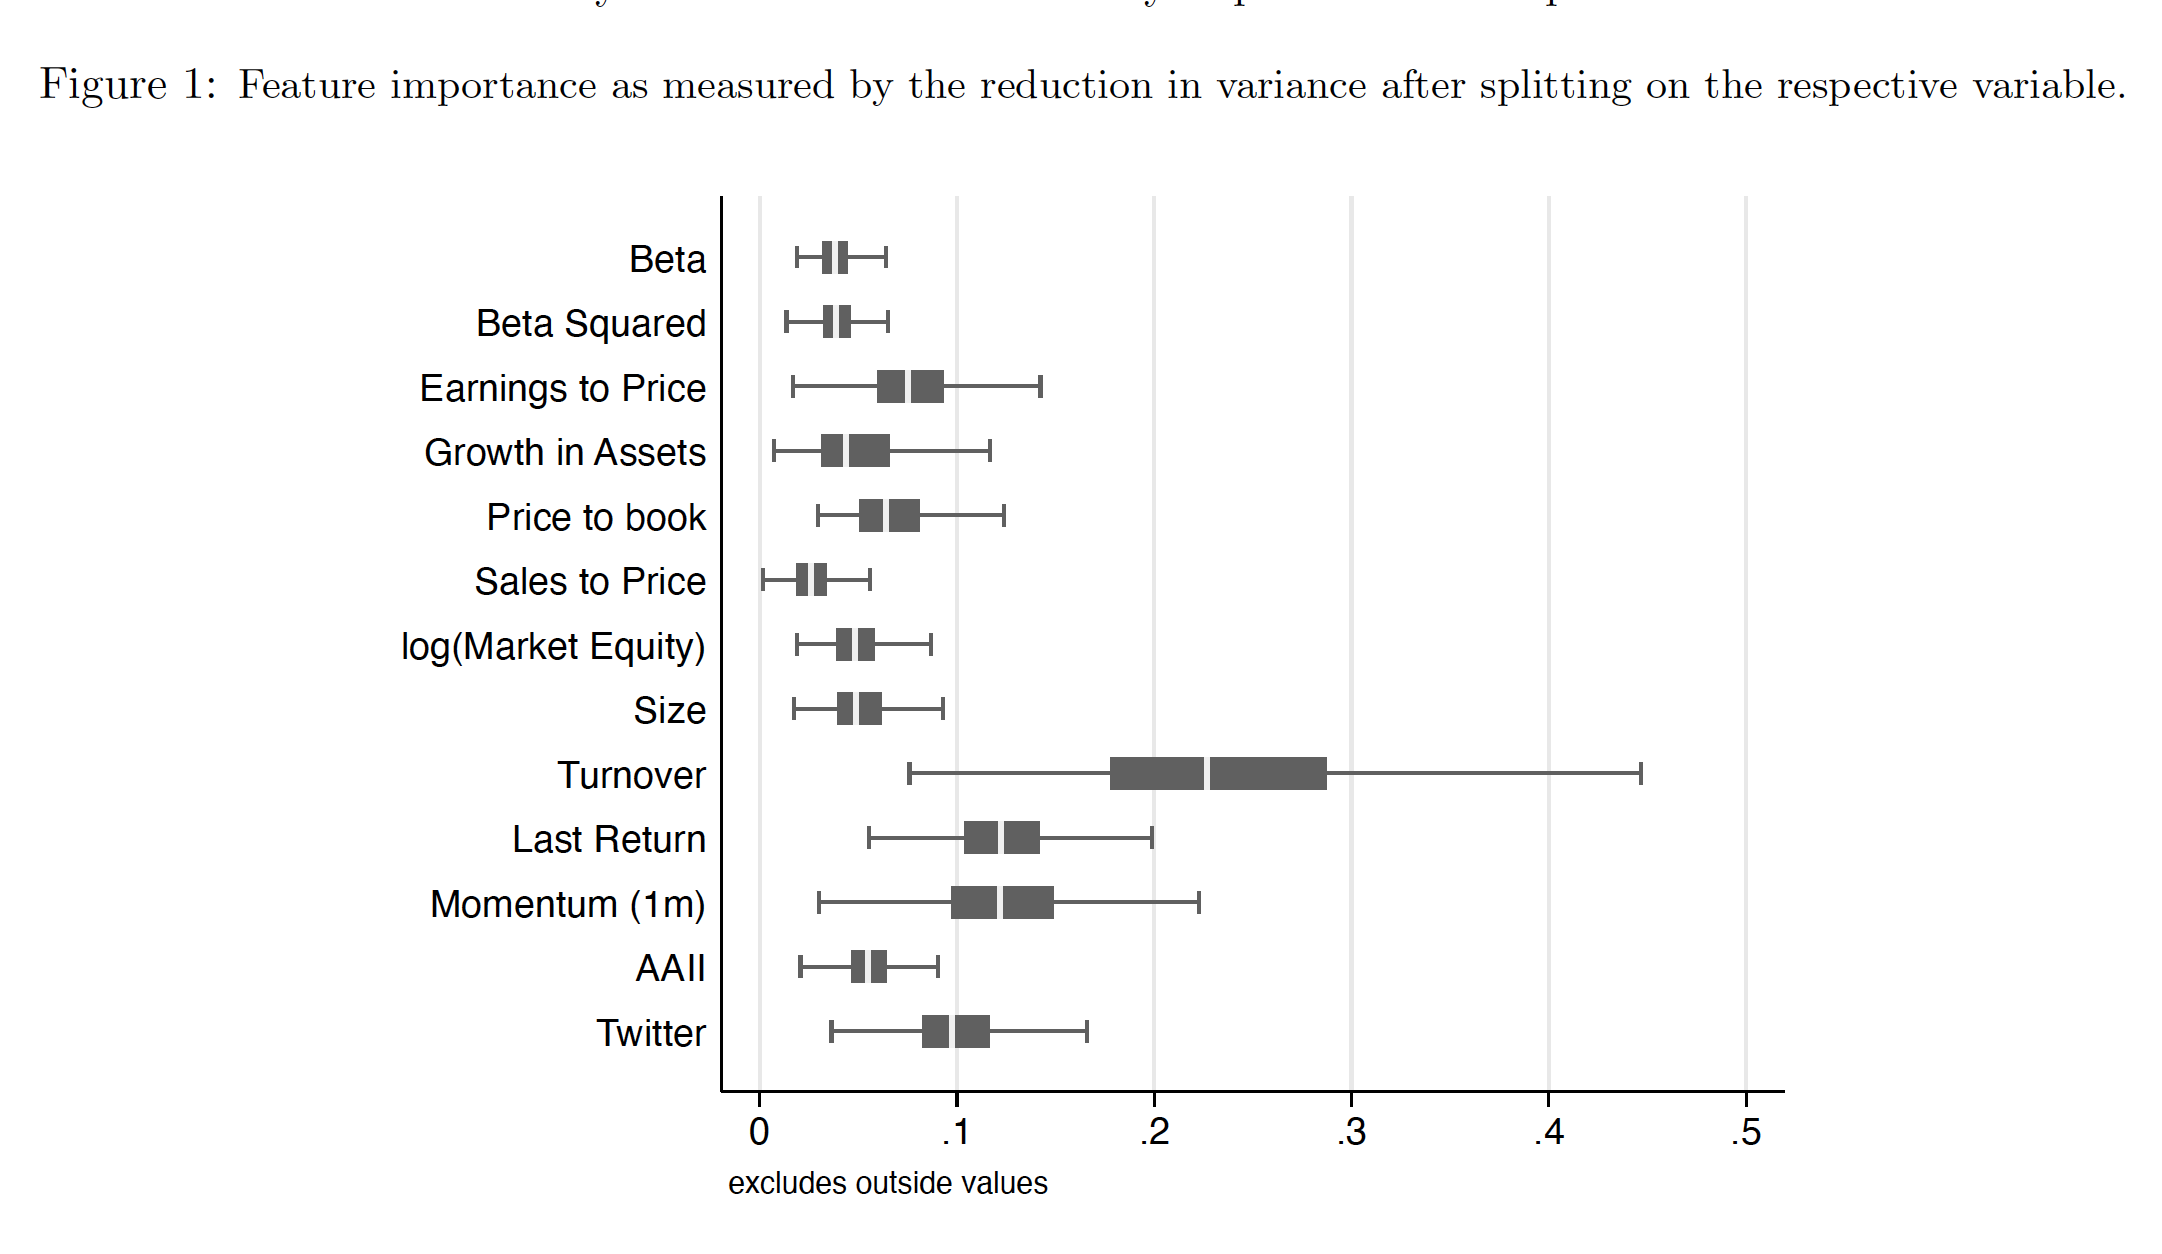 Figure 1: Feature importance as measured by the reduction in variance after splitting on the respective variable.
Beta
Beta Squared
Earnings to Price
Growth in Assets
Price to book
Sales to Price
log(Market Equity)
Size
Turnover
Last Return
Momentum (1m)
AAII
Twitter
0 .1 .2 .3 .4 .5
excludes outside values